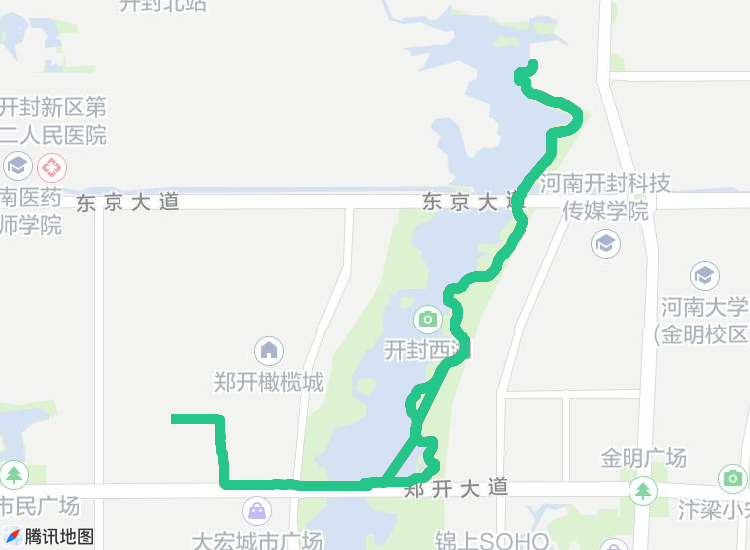 开封北站
开封新区第
二人民医院
南医药
师学院
东京大道
东京大道
河南开封科技
传媒学院
河南大学
(金明校区
开封西湖
郑开橄榄城
金明广场
市民广场
郑开大道
汴梁小宋
大宏城市广场
锦上SOHO
腾讯地图